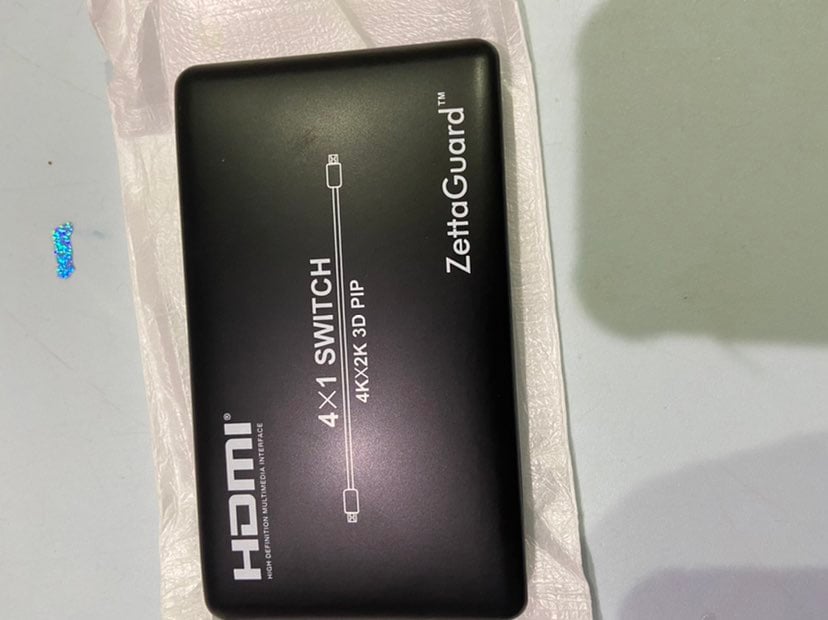 HDMI®
HIGH DEFINITION MULTIMEDIA INTERFACE
4×1 SWITCH
4K×2K 3D PIP
ZettaGuard™